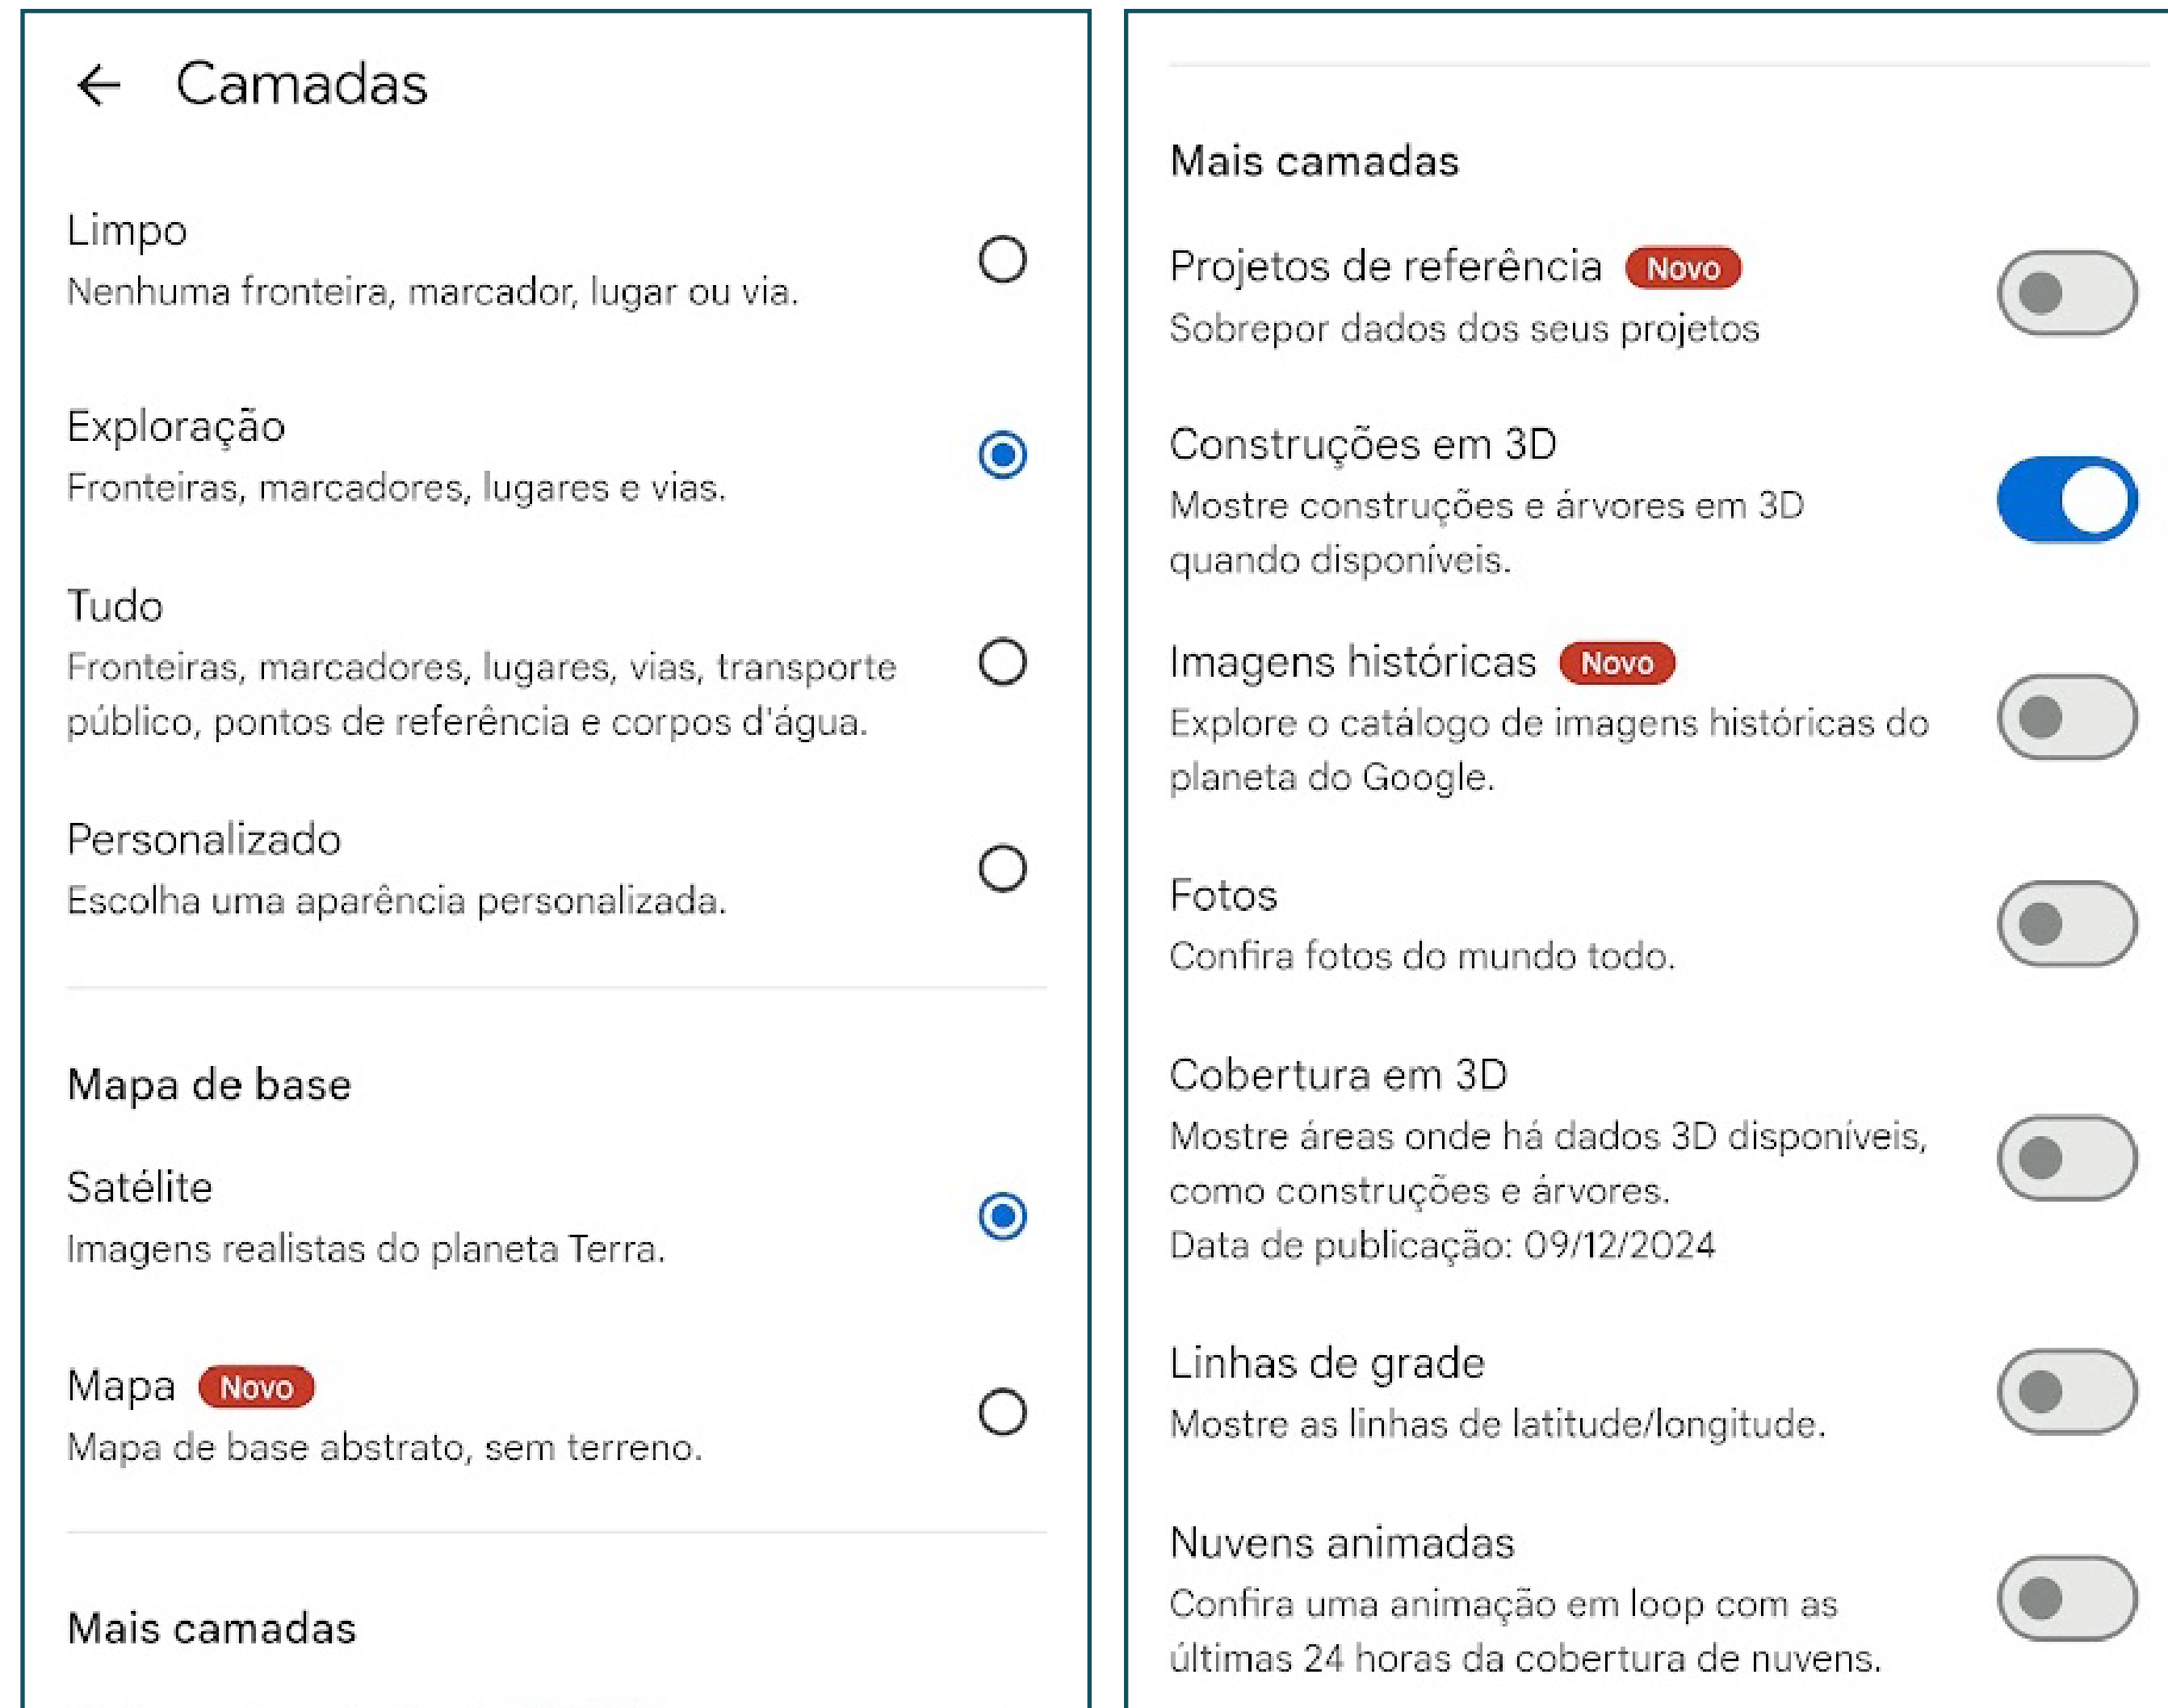 Camadas
Limpo
Nenhuma fronteira, marcador, lugar ou via.
Exploração
Fronteiras, marcadores, lugares e vias.
Tudo
Fronteiras, marcadores, lugares, vias, transporte
público, pontos de referência e corpos d'água.
Personalizado
Escolha uma aparência personalizada.
Mapa de base
Satélite
Imagens realistas do planeta Terra.
Mapa Novo
Mapa de base abstrato, sem terreno.
Mais camadas
Mais camadas
Projetos de referência Novo
Sobrepor dados dos seus projetos
Construções em 3D
Mostre construções e árvores em 3D
quando disponíveis.
Imagens históricas Novo
Explore o catálogo de imagens históricas do
planeta do Google.
Fotos
Confira fotos do mundo todo.
Cobertura em 3D
Mostre áreas onde há dados 3D disponíveis,
como construções e árvores.
Data de publicação: 09/12/2024
Linhas de grade
Mostre as linhas de latitude/longitude.
Nuvens animadas
Confira uma animação em loop com as
últimas 24 horas da cobertura de nuvens.